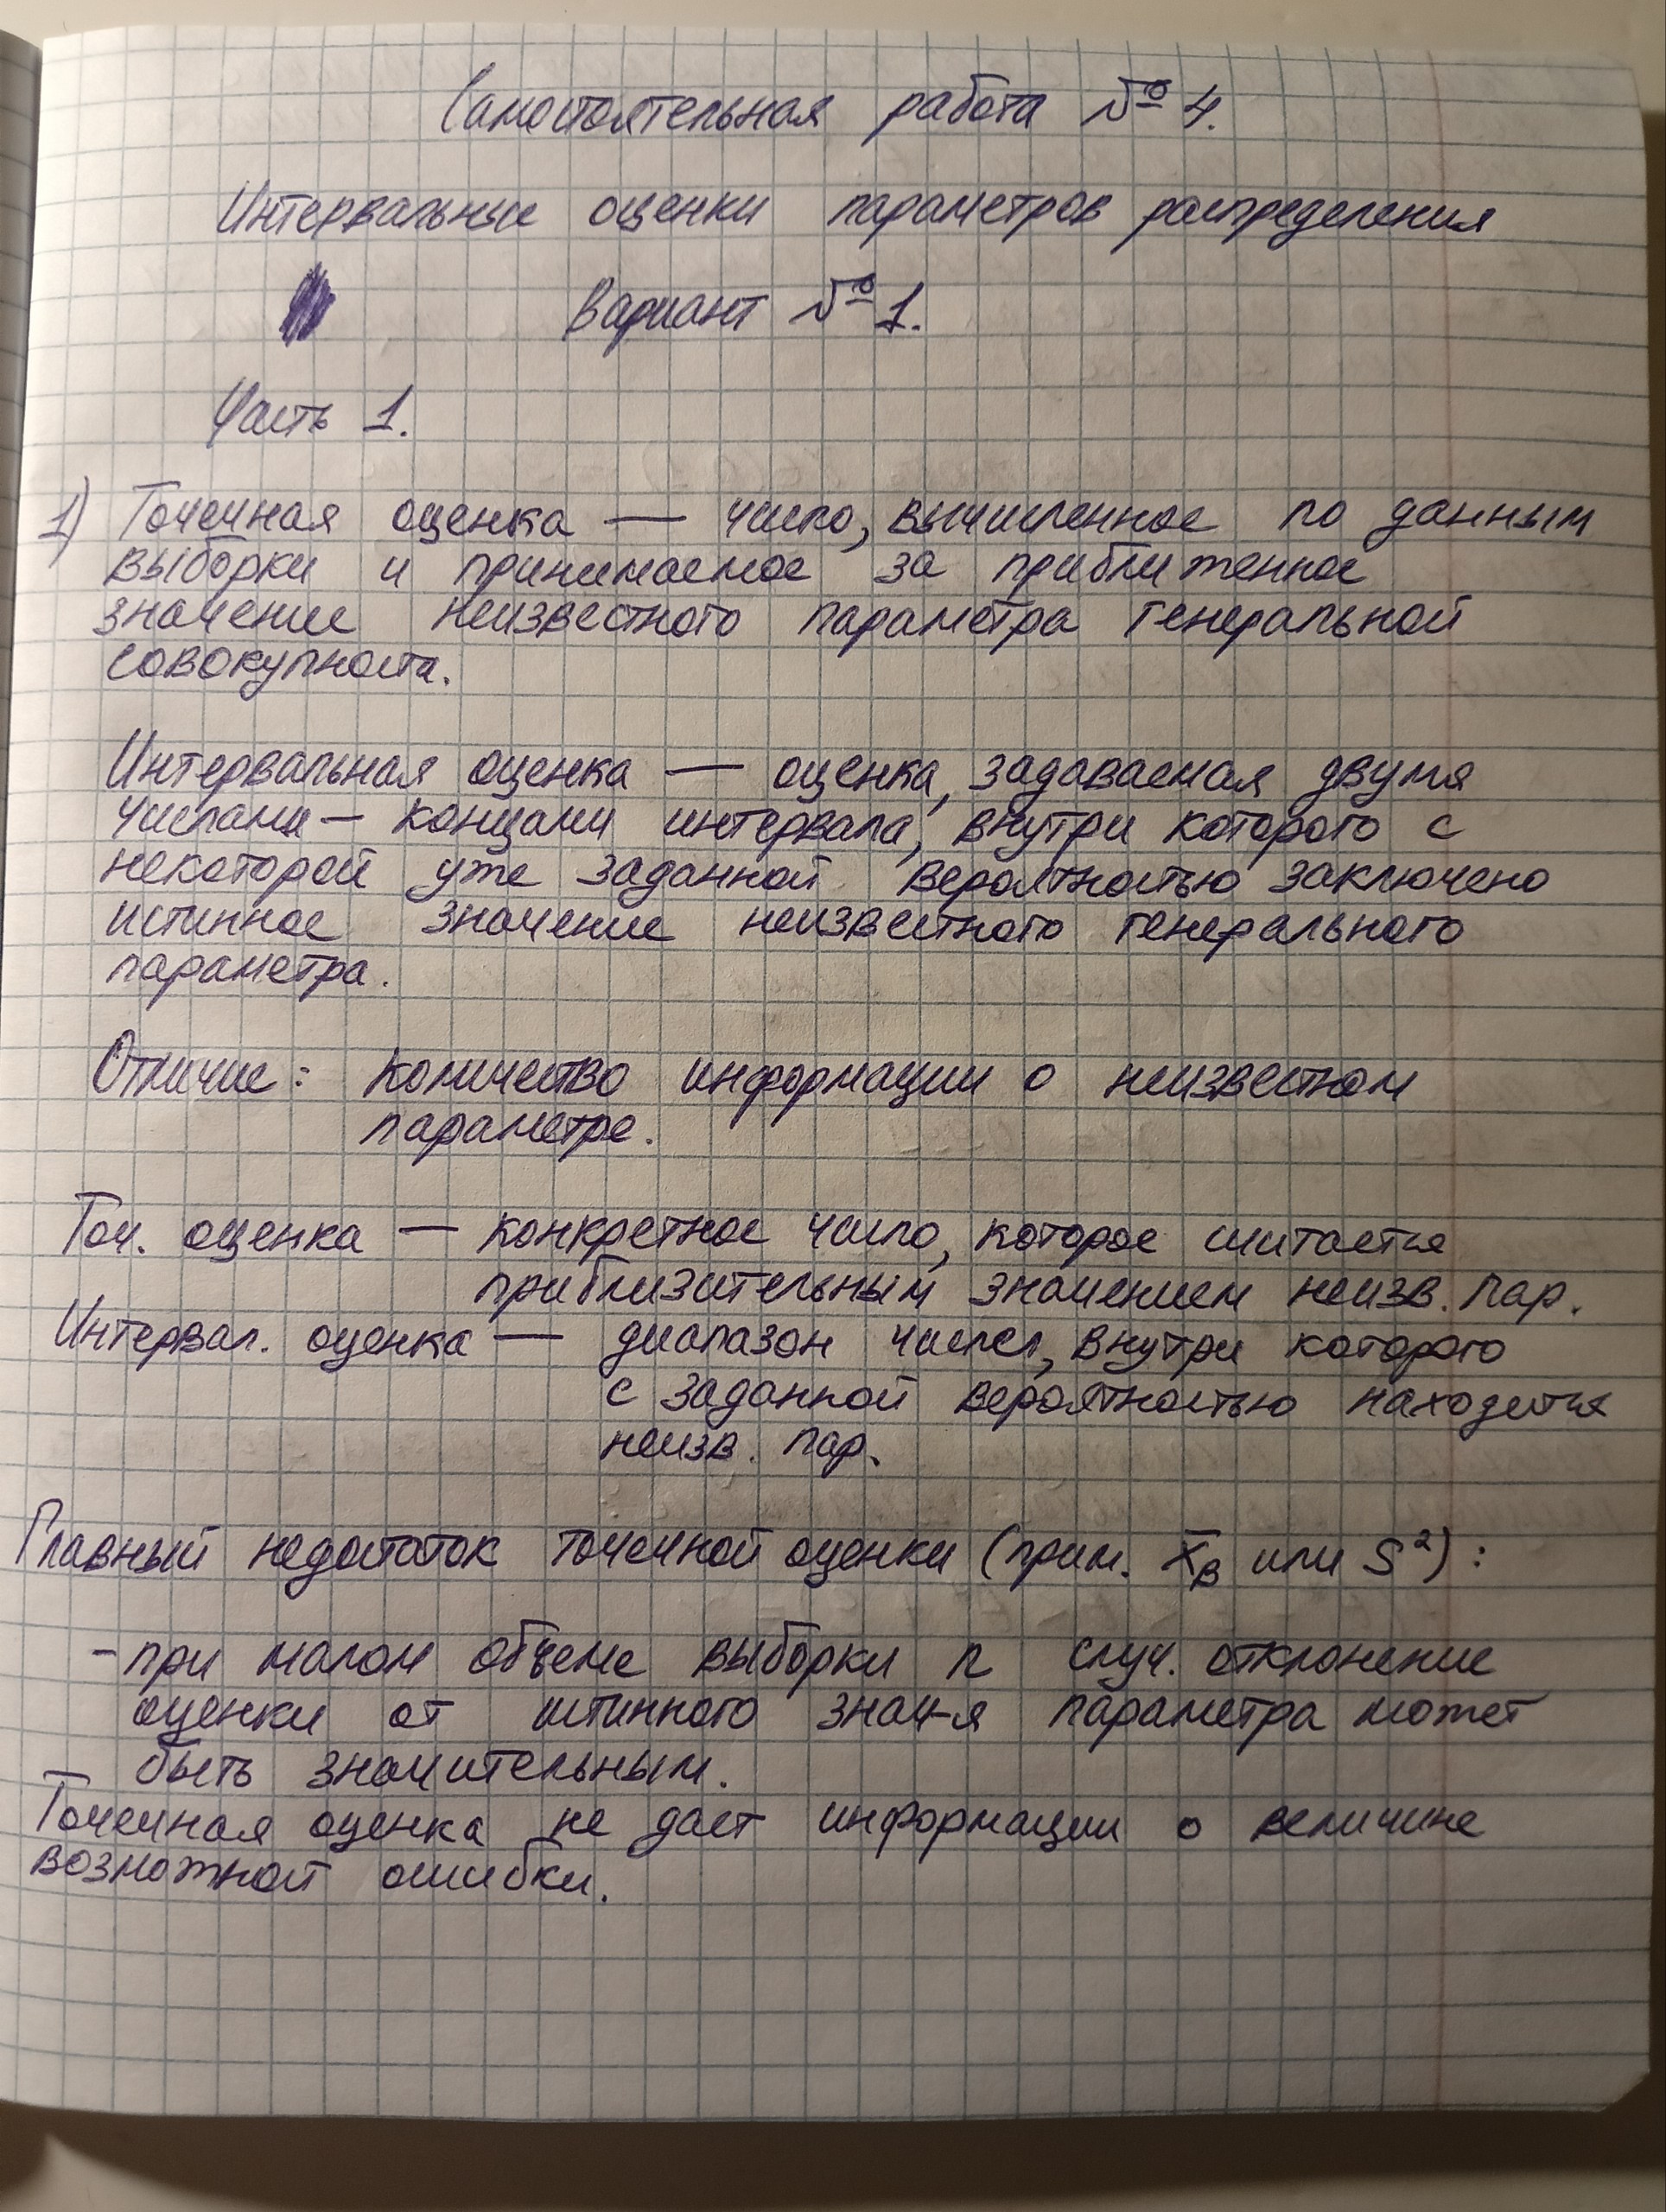 Самостоятельная работа № 4.
Интервальные оценки параметров распределения
Вариант № 1.
Часть 1.
1) Точечная оценка — число, вычисленное по данным
выборки и принимаемое за приближенное
значение неизвестного параметра генеральной
совокупности.
Интервальная оценка — оценка, задаваемая двумя
числами – концами интервала, внутри которого с
некоторой уже заданной вероятностью заключено
истинное значение неизвестного генерального
параметра.
Отличие: количество информации о неизвестном
параметре.
Точ. оценка — конкретное число, которое считается
приблизительным значением неизв. пар.
Интервал. оценка — диапазон чисел, внутри которого
с заданной вероятностью находится
неизв. пар.
Главный недостаток точечной оценки (прим. x̄В или S²):
- при малом объеме выборки n случ. отклонение
оценки от истинного знач-я параметра может
быть значительным.
Точечная оценка не дает информации о величине
возможной ошибки.